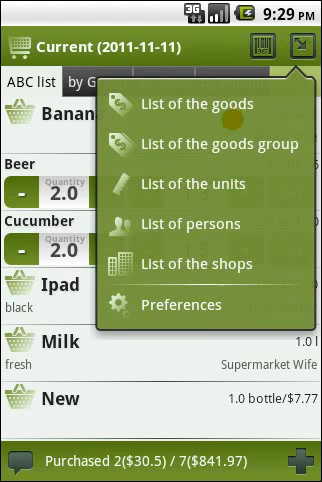 3G
9:29 PM
Current (2011-11-11)
ABC list
by G
List of the goods
List of the goods group
List of the units
List of persons
List of the shops
Preferences
Banana
Beer
- Quantity 2.0
Cucumber
- Quantity 2.0
Ipad
black
Milk 1.0 l
fresh Supermarket Wife
New 1.0 bottle/$7.77
Purchased 2($30.5) / 7($841.97)